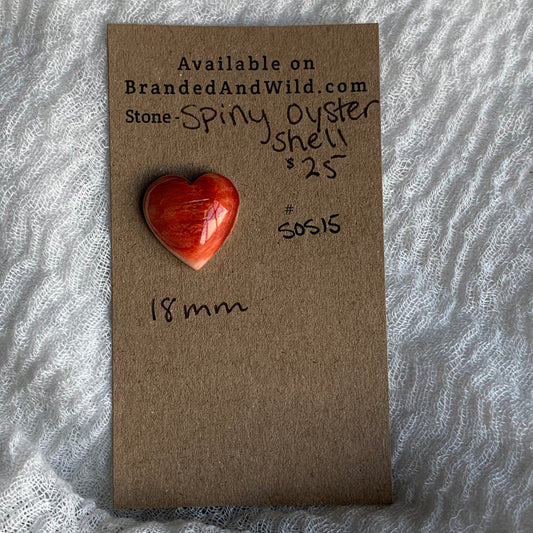 Available on
BrandedAndWild.com
Stone - Spiny Oyster
Shell
$ 25
#
SOS15
18mm